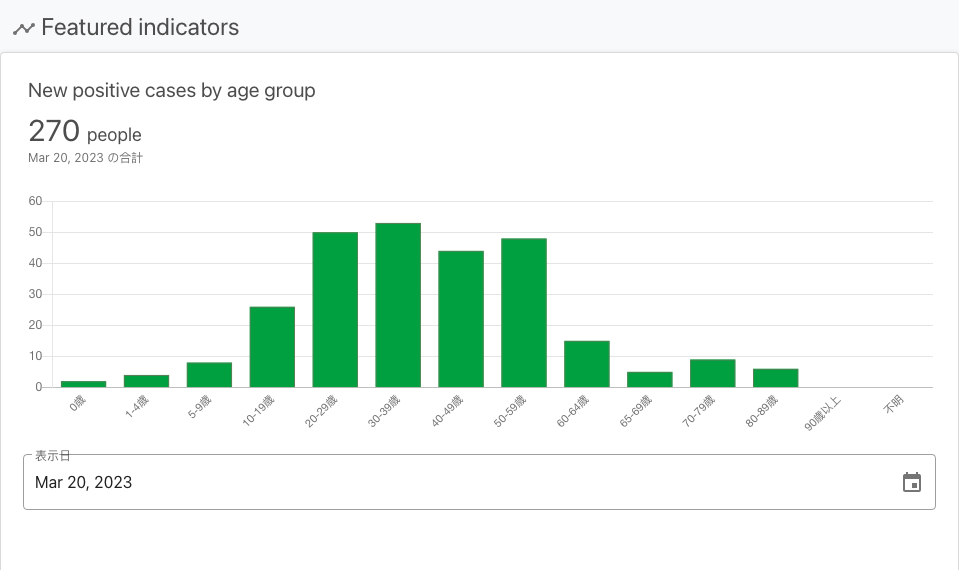 Featured indicators
New positive cases by age group
270 people
Mar 20, 2023 の合計
60
50
40
30
20
10
0
0歳
1-4歳
5-9歳
10-19歳
20-29歳
30-39歳
40-49歳
50-59歳
60-64歳
65-69歳
70-79歳
80-89歳
90歳以上
不明
表示日
Mar 20, 2023